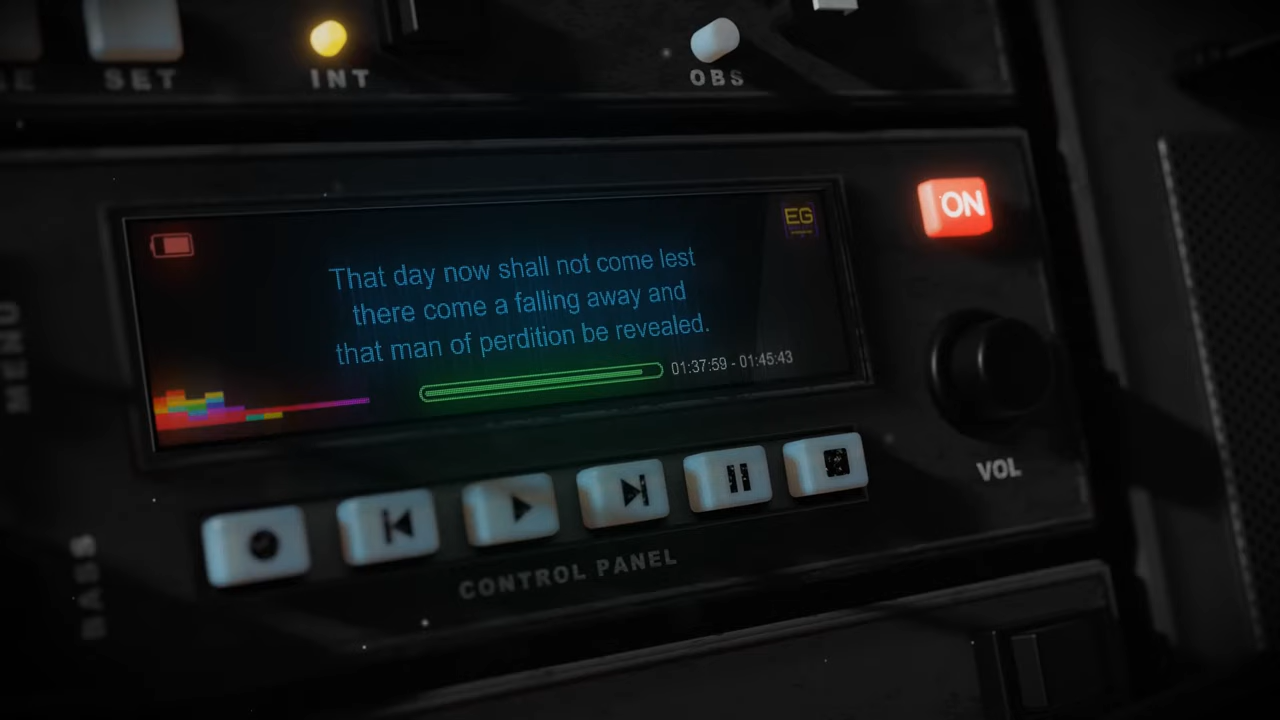 SET
INT
OBS
EG
ON
That day now shall not come lest
there come a falling away and
that man of perdition be revealed.
01:37:59 - 01:45:43
MENU
VOL
BASS
CONTROL PANEL